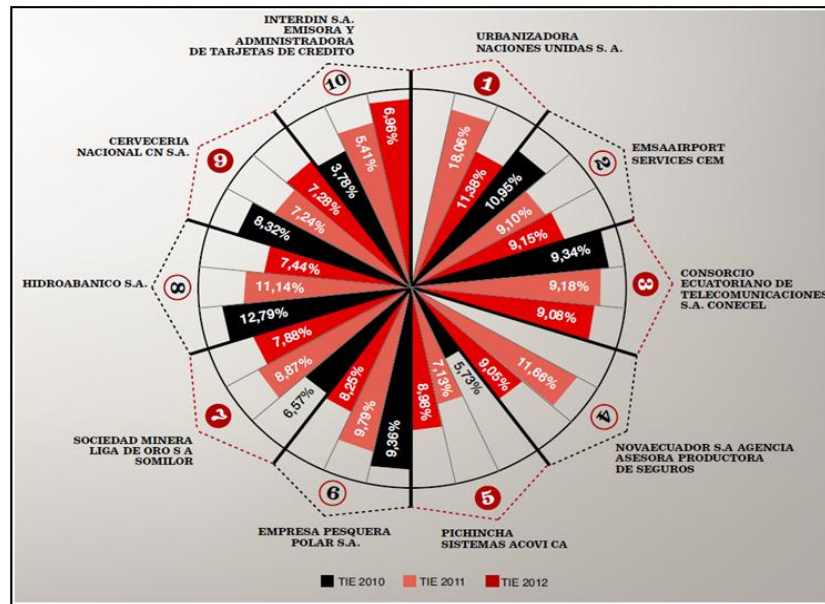 INTERDIN S.A.
EMISORA Y
ADMINISTRADORA
DE TARJETAS DE CREDITO
URBANIZADORA
NACIONES UNIDAS S. A.
10
1
CERVECERIA
NACIONAL CN S.A.
9
EMSAAIRPORT
SERVICES CEM
2
6,96%
5,41%
3,78%
18,06%
11,38%
10,95%
9,10%
9,15%
7,28%
7,24%
8,32%
9,34%
9,18%
9,08%
HIDROABANICO S.A.
8
7,44%
11,14%
12,79%
3
CONSORCIO
ECUATORIANO DE
TELECOMUNICACIONES
S.A. CONECEL
7,88%
8,87%
6,57%
11,66%
9,05%
5,73%
7,13%
8,98%
8,25%
9,79%
9,36%
7
SOCIEDAD MINERA
LIGA DE ORO S A
SOMILOR
4
NOVAECUADOR S.A AGENCIA
ASESORA PRODUCTORA
DE SEGUROS
6
EMPRESA PESQUERA
POLAR S.A.
5
PICHINCHA
SISTEMAS ACOVI CA
TIE 2010 TIE 2011 TIE 2012